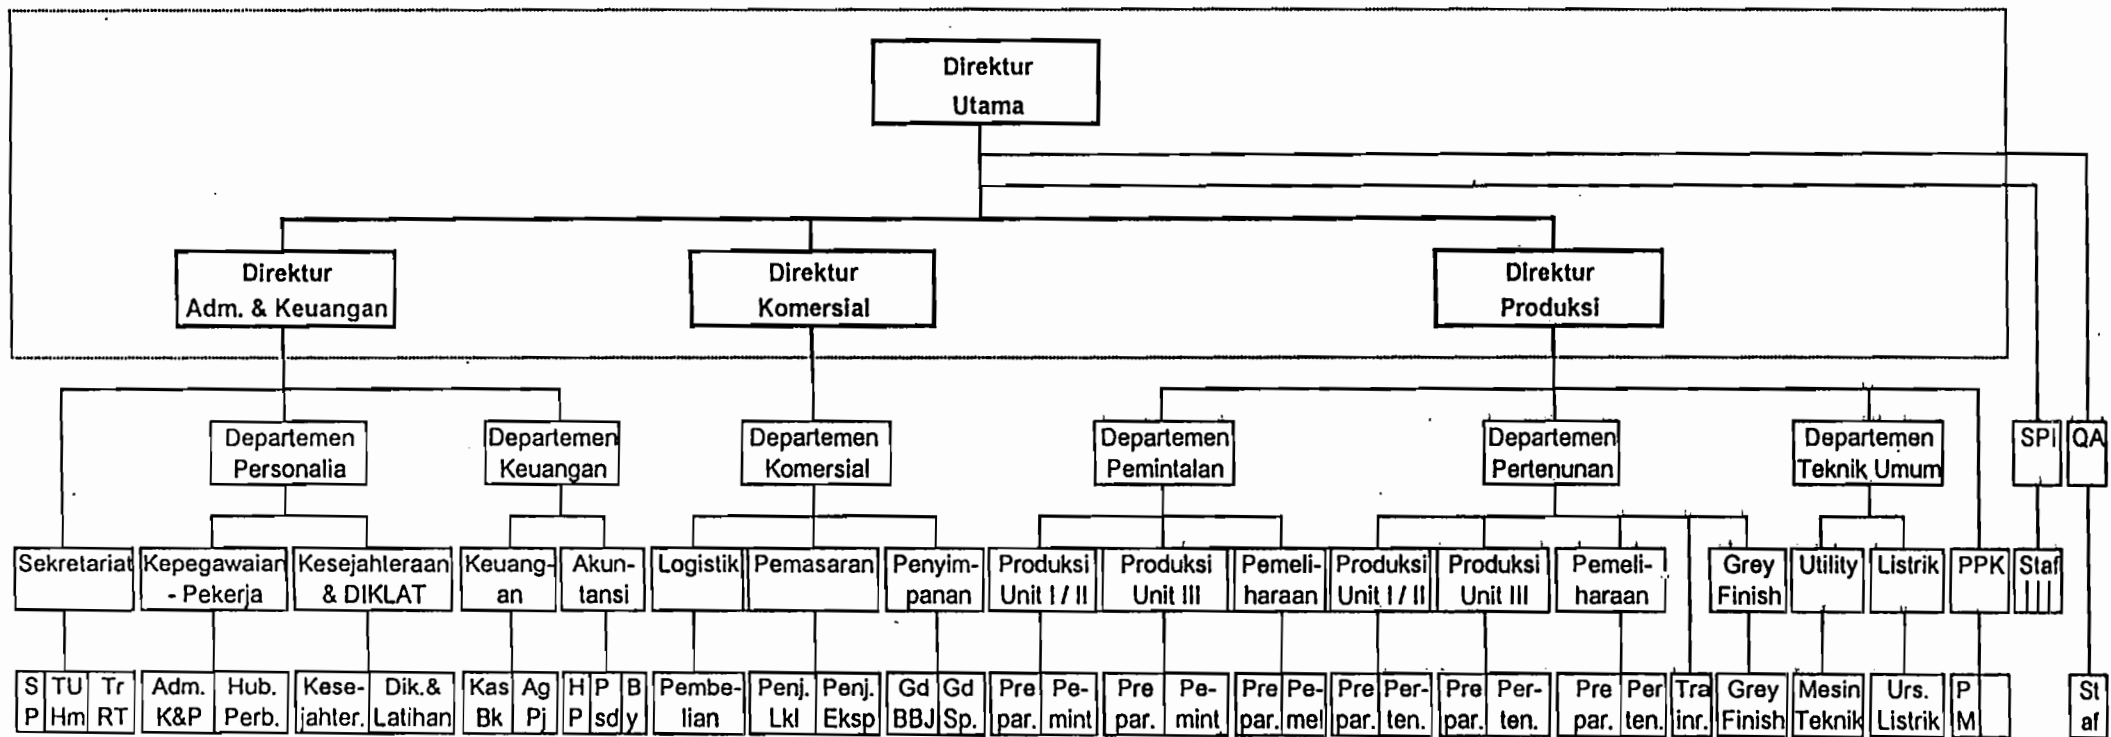 Direktur
Utama
Direktur
Adm. & Keuangan
Direktur
Komersial
Direktur
Produksi
Departemen
Personalia
Departemen
Keuangan
Departemen
Komersial
Departemen
Pemintalan
Departemen
Pertenunan
Departemen
Teknik Umum
SPI
QA
Sekretariat
Kepegawaian
- Pekerja
Kesejahteraan
& DIKLAT
Keuang-
an
Akun-
tansi
Logistik
Pemasaran
Penyim-
panan
Produksi
Unit I / II
Produksi
Unit III
Pemeli-
haraan
Produksi
Unit I / II
Produksi
Unit III
Pemeli-
haraan
Grey
Finish
Utility
Listrik
PPK
Staf
S
P
TU
Hm
Tr
RT
Adm.
K&P
Hub.
Perb.
Kese-
jahter.
Dik.&
Latihan
Kas
Bk
Ag
Pj
H
P
P
sd
B
y
Pembe-
lian
Penj.
Lkl
Penj.
Eksp
Gd
BBJ
Gd
Sp.
Pre
par.
Pe-
mint
Pre
par.
Pe-
mint
Pre
par.
Pe-
mel
Pre
par.
Per-
ten.
Pre
par.
Per-
ten.
Pre
par.
Per
ten.
Tra
inr.
Grey
Finish
Mesin
Teknik
Urs.
Listrik
P
M
St
af